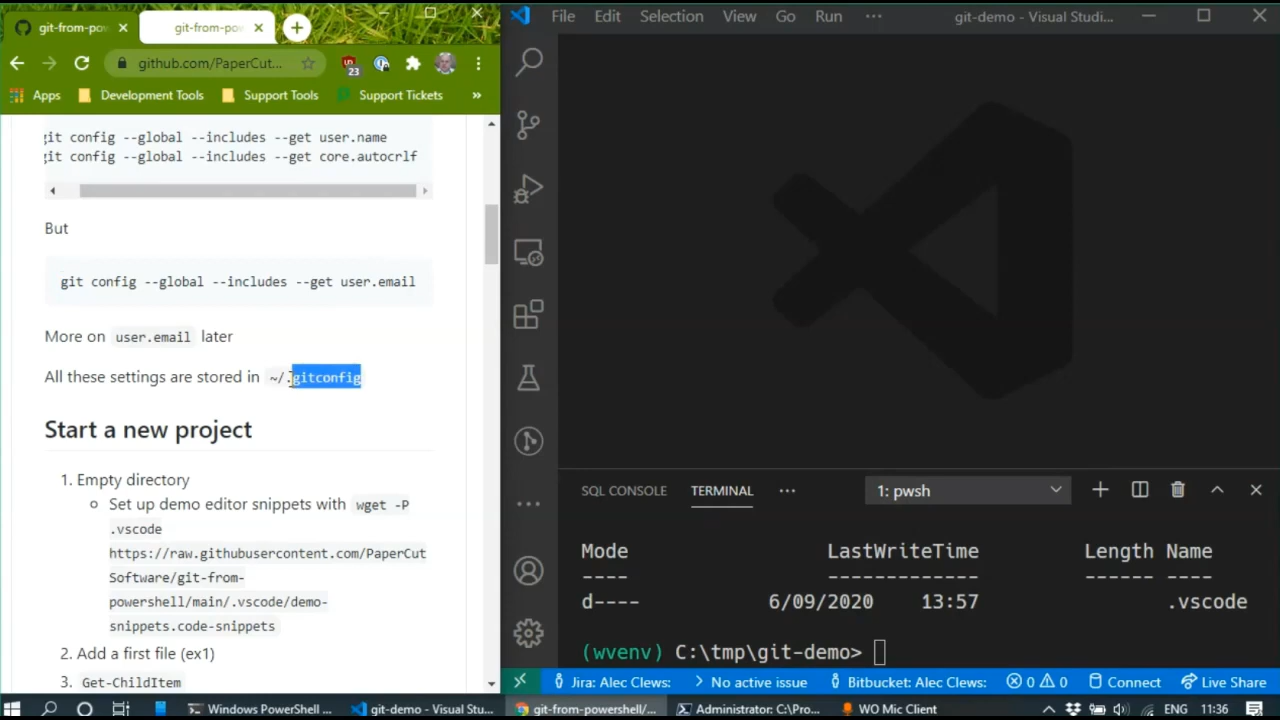 git-from-pow
git-from-pow
github.com/PaperCut...
23
Apps
Development Tools
Support Tools
Support Tickets
»
git config --global --includes --get user.name
git config --global --includes --get core.autocrlf
But
git config --global --includes --get user.email
More on user.email later
All these settings are stored in ~/.gitconfig
Start a new project
1. Empty directory
Set up demo editor snippets with wget -P
.vscode
https://raw.githubusercontent.com/PaperCut
Software/git-from-
powershell/main/.vscode/demo-
snippets.code-snippets
2. Add a first file (ex1)
3. Get-ChildItem
File Edit Selection View Go Run ··· git-demo - Visual Studi...
SQL CONSOLE TERMINAL ··· 1: pwsh
Mode LastWriteTime Length Name
---- ------------- ------ ----
d---- 6/09/2020 13:57 .vscode
(wvenv) C:\tmp\git-demo>
Jira: Alec Clews: No active issue Bitbucket: Alec Clews: 0 0 Connect Live Share
Windows PowerShell ... git-demo - Visual Stu... git-from-powershell/... Administrator: C:\Pro... WO Mic Client ENG 11:36